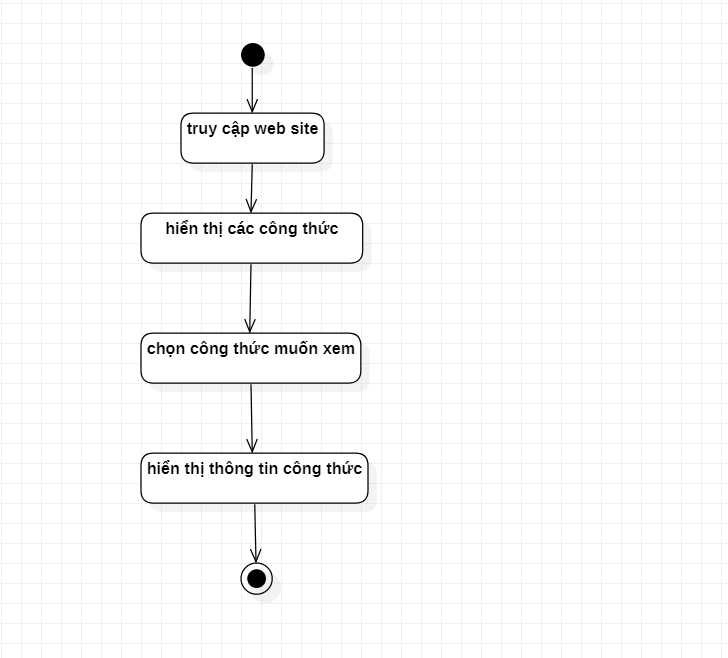 truy cập web site
hiển thị các công thức
chọn công thức muốn xem
hiển thị thông tin công thức